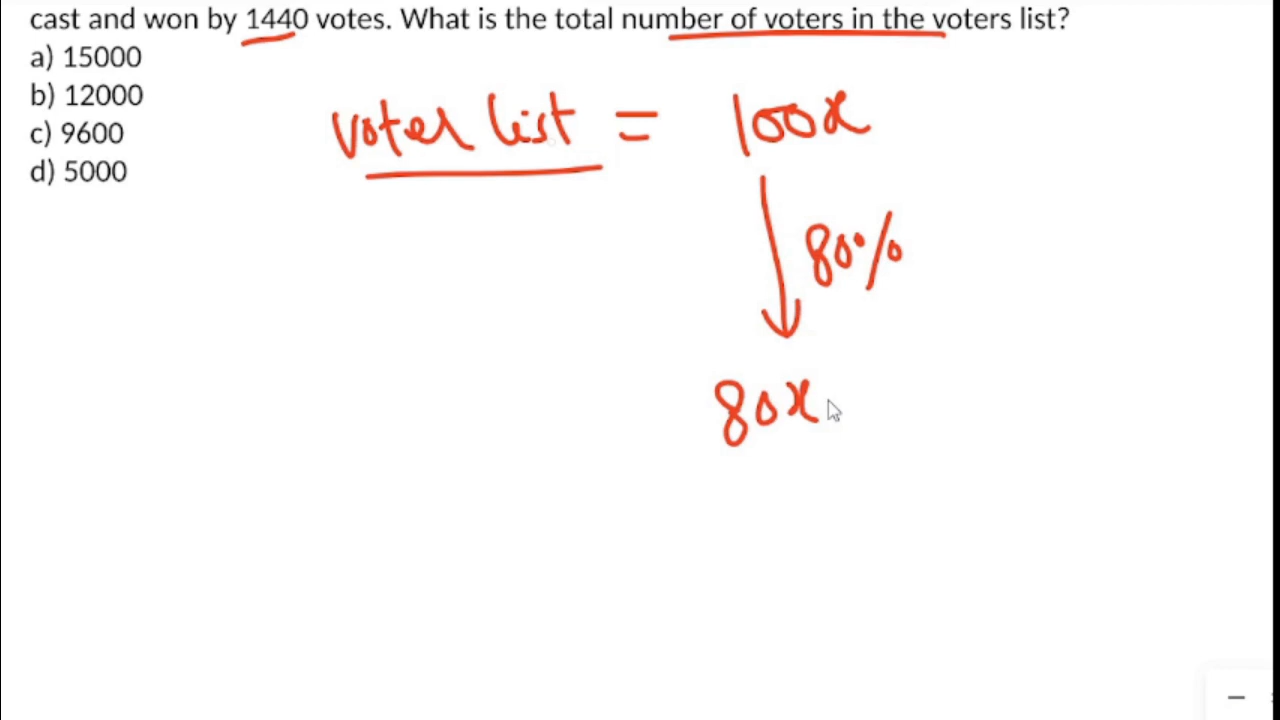 cast and won by 1440 votes. What is the total number of voters in the voters list?
a) 15000
b) 12000
c) 9600
d) 5000
voter list = 100x
80%
80x